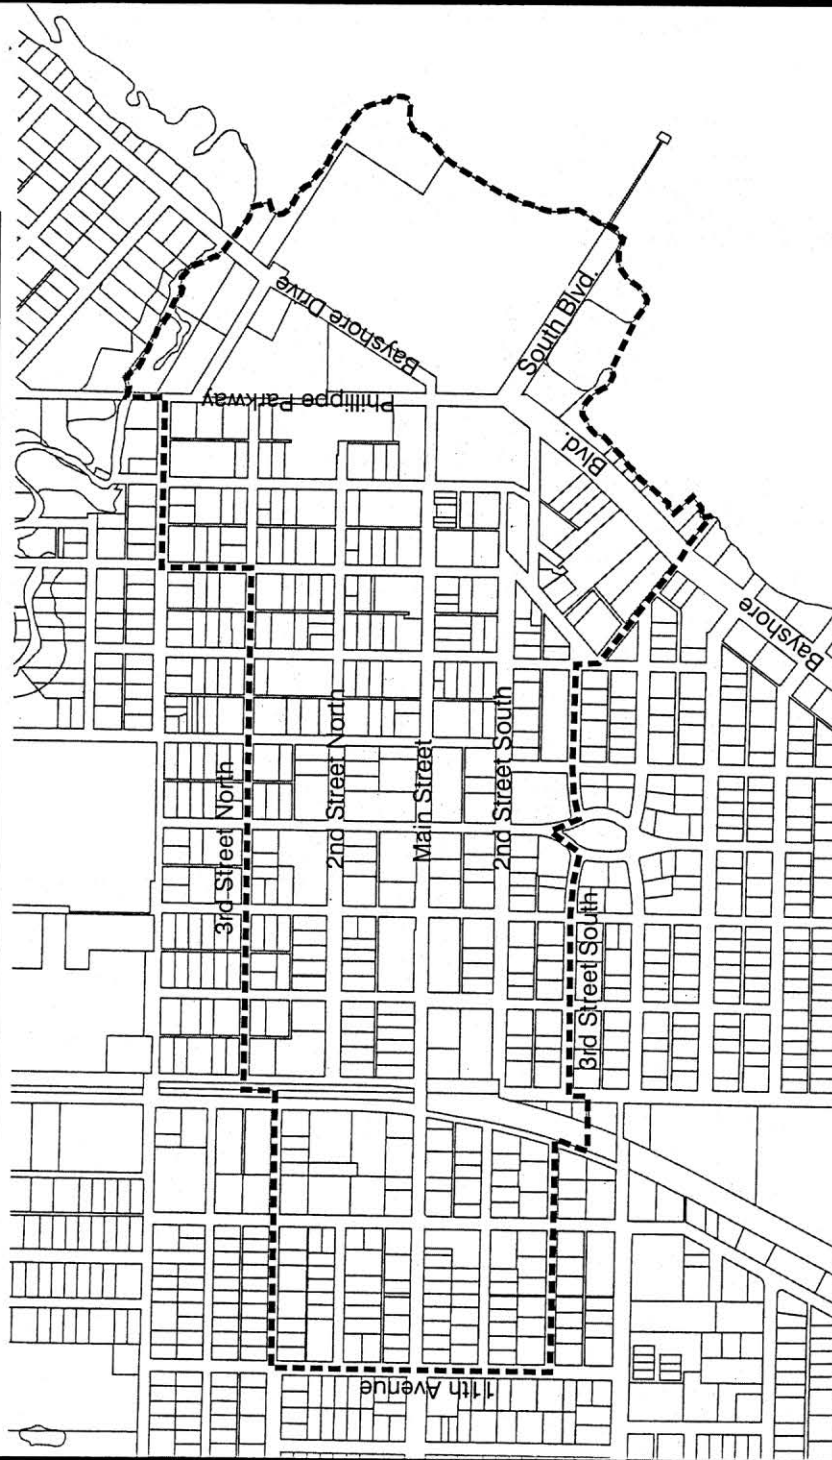 South Blvd.
Bayshore Drive
Phillippe Parkway
Blvd.
Bayshore
3rd Street North
2nd Street North
Main Street
2nd Street South
3rd Street South
11th Avenue